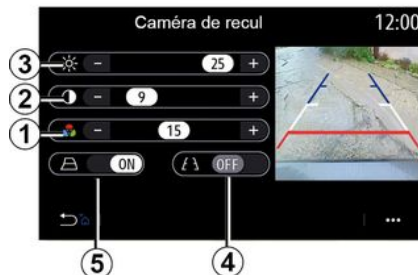 Caméra de recul 12:00
3 - 25 +
2 - 9 +
1 - 15 +
ON OFF
5 4